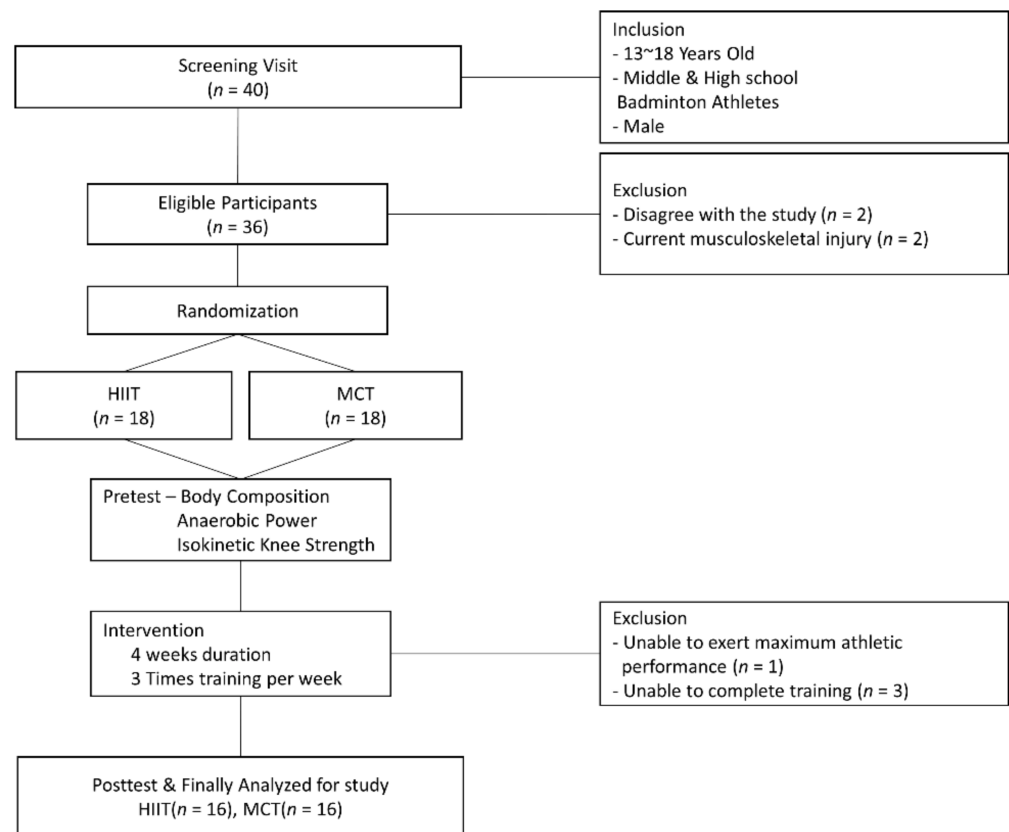 Screening Visit
(n = 40)
Inclusion
- 13~18 Years Old
- Middle & High school
Badminton Athletes
- Male
Eligible Participants
(n = 36)
Exclusion
- Disagree with the study (n = 2)
- Current musculoskeletal injury (n = 2)
Randomization
HIIT
(n = 18)
MCT
(n = 18)
Pretest – Body Composition
Anaerobic Power
Isokinetic Knee Strength
Intervention
4 weeks duration
3 Times training per week
Exclusion
- Unable to exert maximum athletic
performance (n = 1)
- Unable to complete training (n = 3)
Posttest & Finally Analyzed for study
HIIT(n = 16), MCT(n = 16)